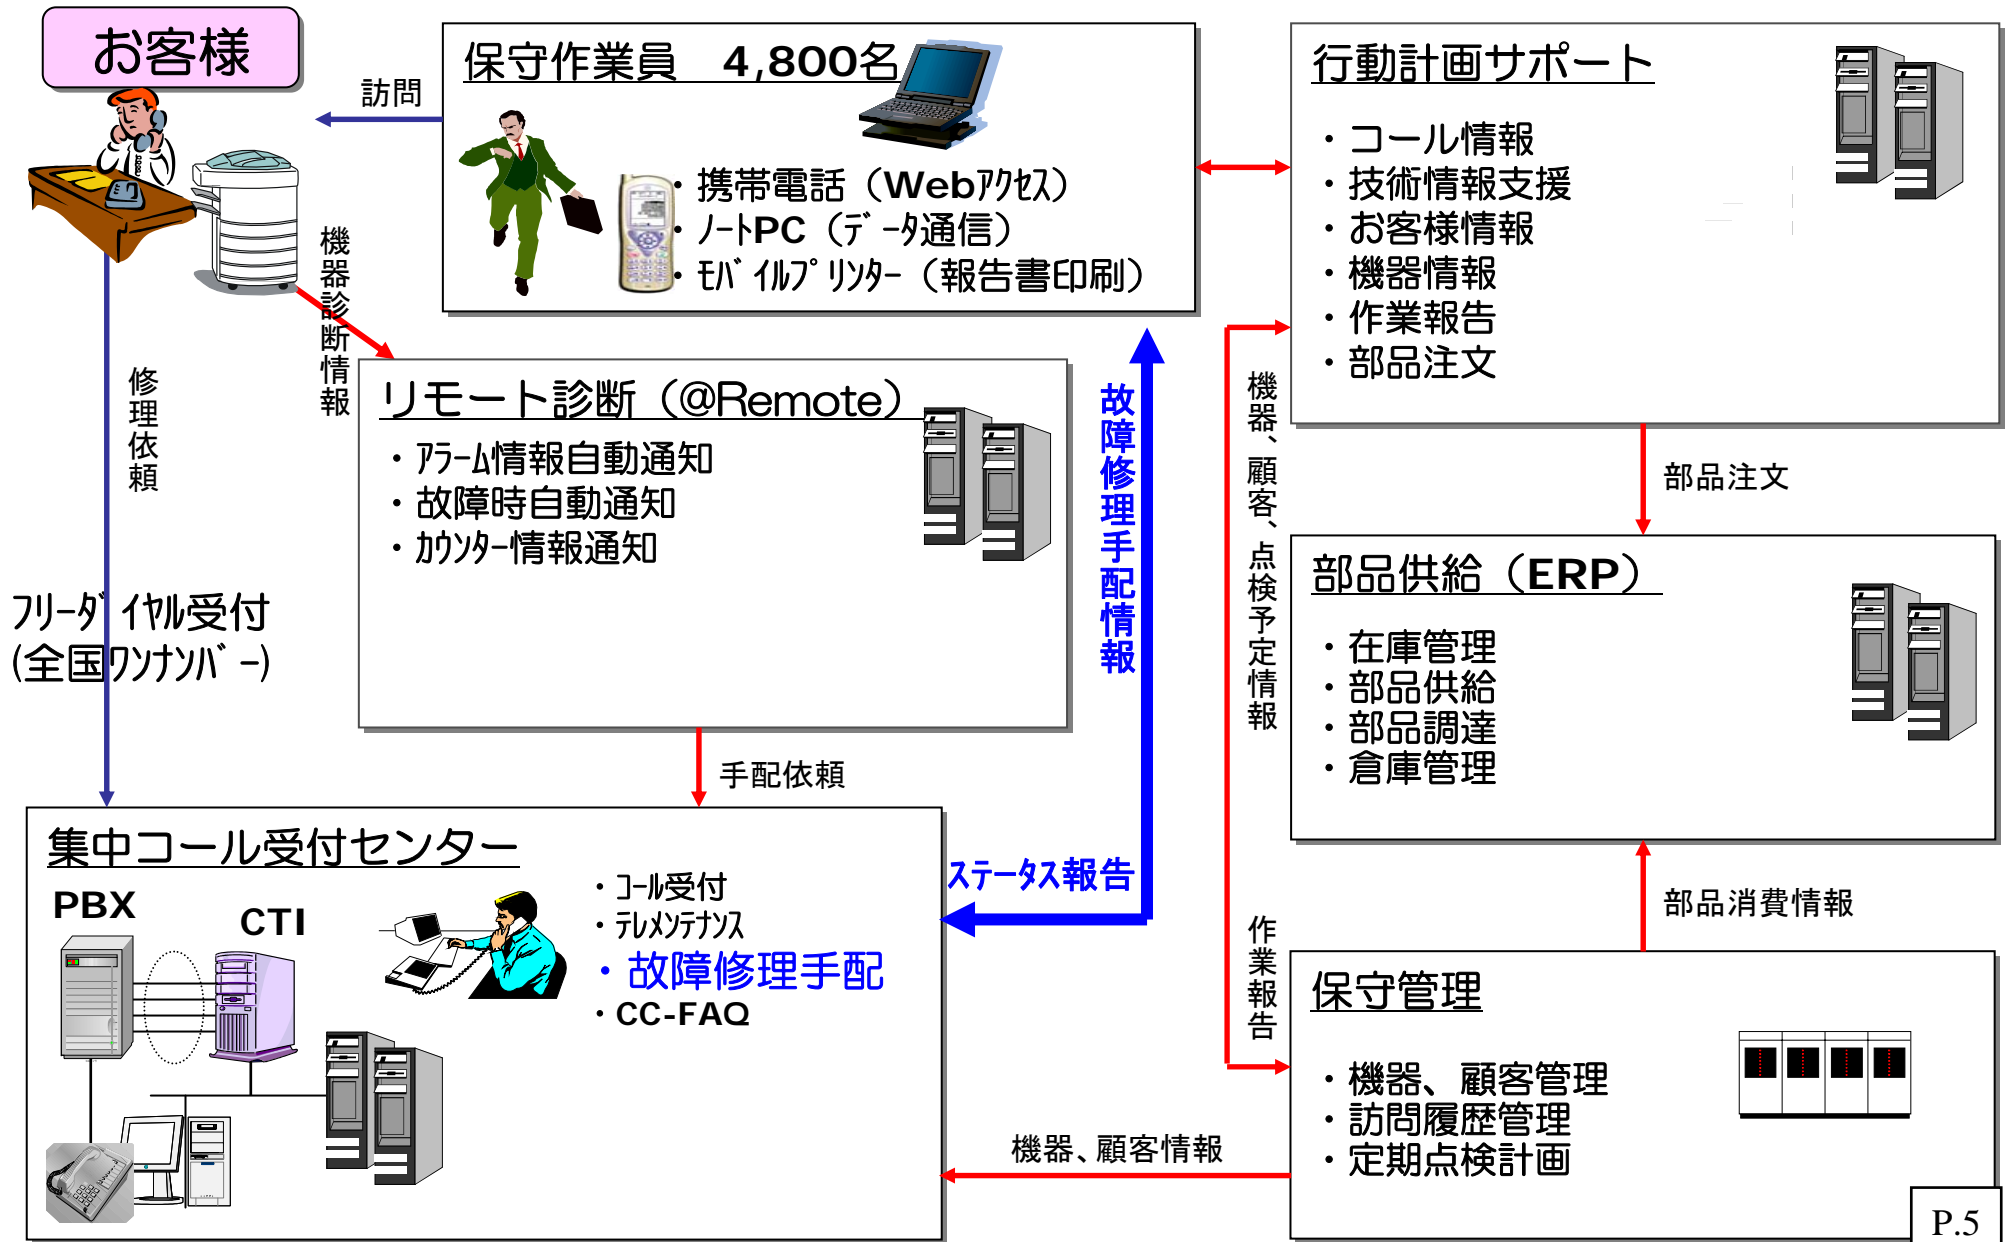 お客様
訪問
保守作業員　4,800名
・携帯電話（Webｱｸｾｽ）
・ﾉｰﾄPC（ﾃﾞｰﾀ通信）
・ﾓﾊﾞｲﾙﾌﾟﾘﾝﾀｰ（報告書印刷）
行動計画サポート
・コール情報
・技術情報支援
・お客様情報
・機器情報
・作業報告
・部品注文
機器診断情報
修理依頼
ﾌﾘｰﾀﾞｲﾔﾙ受付
(全国ﾜﾝﾅﾝﾊﾞｰ)
リモート診断（@Remote）
・ｱﾗｰﾑ情報自動通知
・故障時自動通知
・ｶｳﾝﾀｰ情報通知
故障修理手配情報
機器、顧客、点検予定情報
部品注文
部品供給（ERP）
・在庫管理
・部品供給
・部品調達
・倉庫管理
手配依頼
集中コール受付センター
PBX
CTI
・ｺｰﾙ受付
・ﾃﾚﾒﾝﾃﾅﾝｽ
・故障修理手配
・CC-FAQ
ｽﾃｰﾀｽ報告
作業報告
部品消費情報
保守管理
・機器、顧客管理
・訪問履歴管理
・定期点検計画
機器、顧客情報
P.5